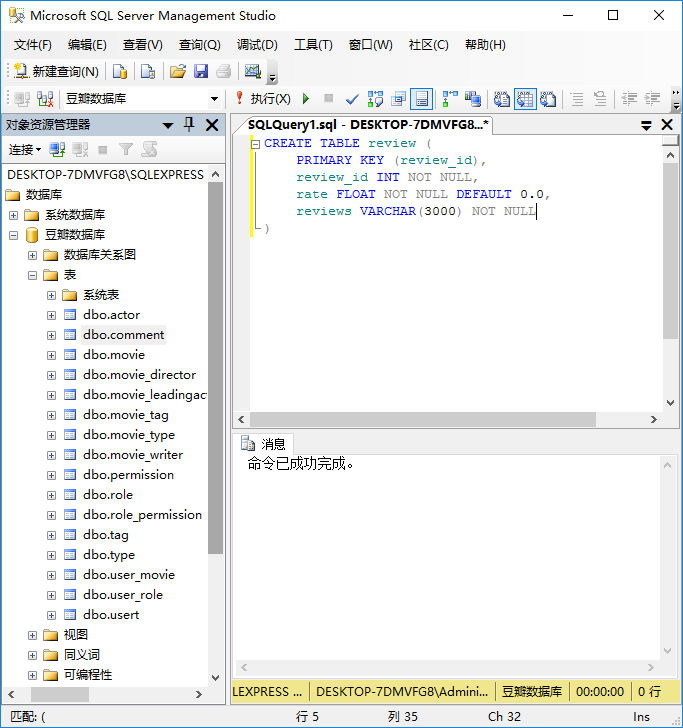 Microsoft SQL Server Management Studio
文件(F) 编辑(E) 查看(V) 查询(Q) 调试(D) 工具(T) 窗口(W) 社区(C) 帮助(H)
新建查询(N)
豆瓣数据库 执行(X)
对象资源管理器
连接
DESKTOP-7DMVFG8\SQLEXPRESS
数据库
系统数据库
豆瓣数据库
数据库关系图
表
系统表
dbo.actor
dbo.comment
dbo.movie
dbo.movie_director
dbo.movie_leadingac
dbo.movie_tag
dbo.movie_type
dbo.movie_writer
dbo.permission
dbo.role
dbo.role_permission
dbo.tag
dbo.type
dbo.user_movie
dbo.user_role
dbo.usert
视图
同义词
可编程性
SQLQuery1.sql - DESKTOP-7DMVFG8...*
CREATE TABLE review (
PRIMARY KEY (review_id),
review_id INT NOT NULL,
rate FLOAT NOT NULL DEFAULT 0.0,
reviews VARCHAR(3000) NOT NULL
)
消息
命令已成功完成。
LEXPRESS ... DESKTOP-7DMVFG8\Admini... 豆瓣数据库 00:00:00 0 行
匹配: ( 行 5 列 35 Ch 32 Ins